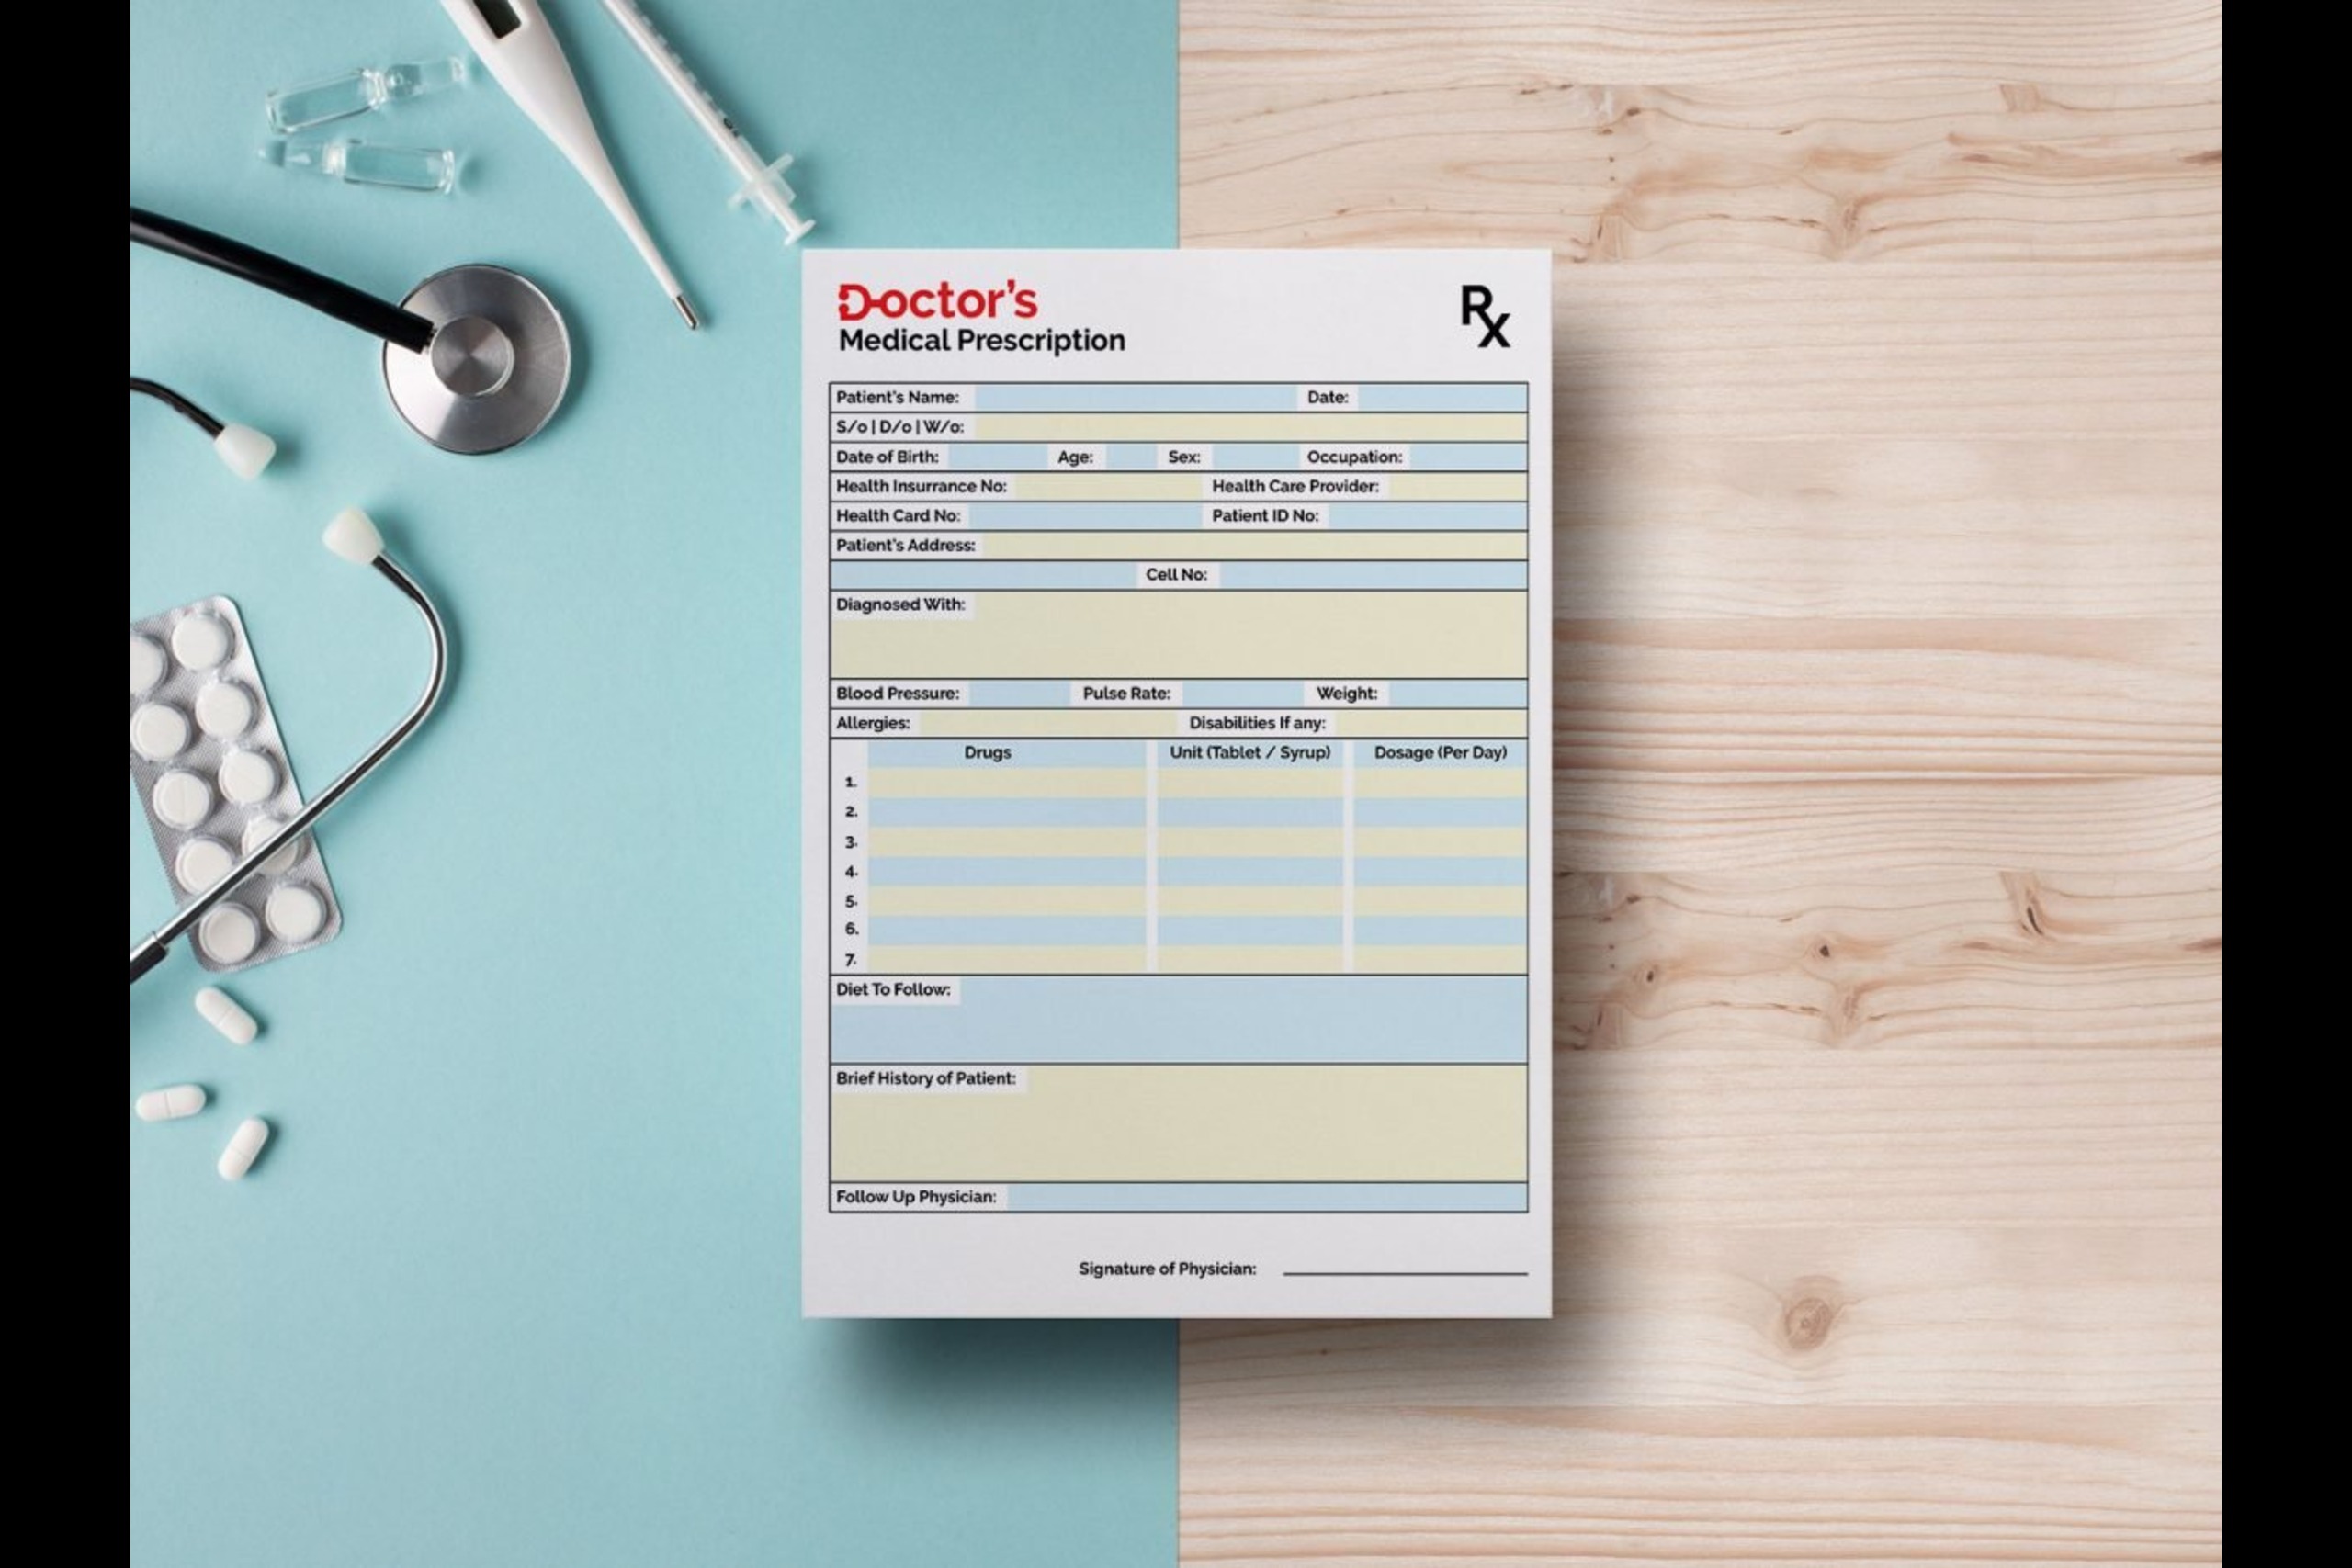 Doctor's
Medical Prescription
Rx
Patient's Name: Date:
S/o | D/o | W/o:
Date of Birth: Age: Sex: Occupation:
Health Insurrance No: Health Care Provider:
Health Card No: Patient ID No:
Patient's Address:
Cell No:
Diagnosed With:
Blood Pressure: Pulse Rate: Weight:
Allergies: Disabilities If any:
Drugs Unit (Tablet / Syrup) Dosage (Per Day)
1.
2.
3.
4.
5.
6.
7.
Diet To Follow:
Brief History of Patient:
Follow Up Physician:
Signature of Physician: